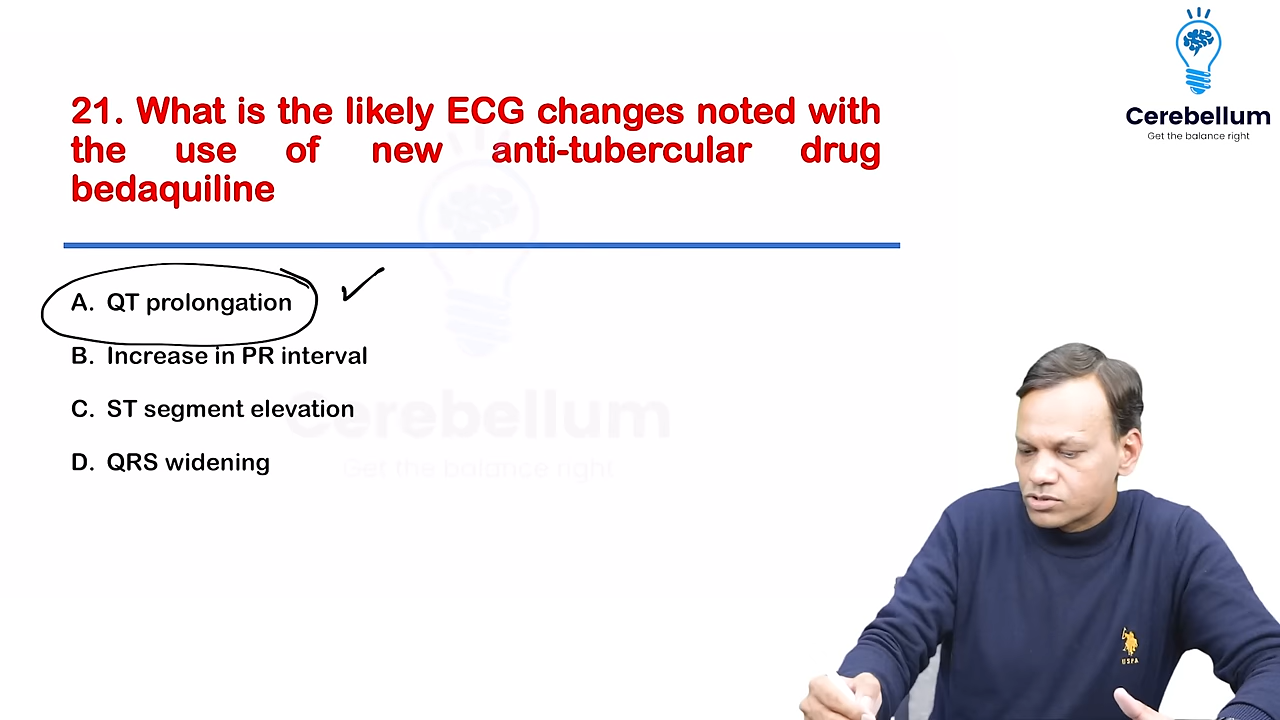 Cerebellum
Get the balance right
21. What is the likely ECG changes noted with
the use of new anti-tubercular drug
bedaquiline
A. QT prolongation
B. Increase in PR interval
C. ST segment elevation
D. QRS widening
Cerebellum
Get the balance right
USPA